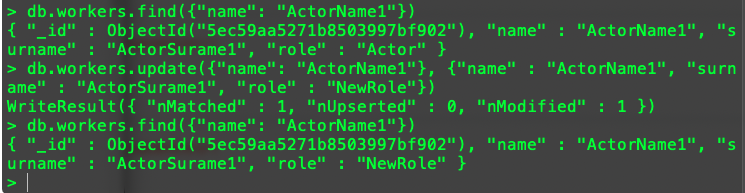 > db.workers.find({"name": "ActorName1"})
{ "_id" : ObjectId("5ec59aa5271b8503997bf902"), "name" : "ActorName1", "s
urname" : "ActorSurame1", "role" : "Actor" }
> db.workers.update({"name": "ActorName1"}, {"name" : "ActorName1", "surn
ame" : "ActorSurame1", "role" : "NewRole"})
WriteResult({ "nMatched" : 1, "nUpserted" : 0, "nModified" : 1 })
> db.workers.find({"name": "ActorName1"})
{ "_id" : ObjectId("5ec59aa5271b8503997bf902"), "name" : "ActorName1", "s
urname" : "ActorSurame1", "role" : "NewRole" }
>